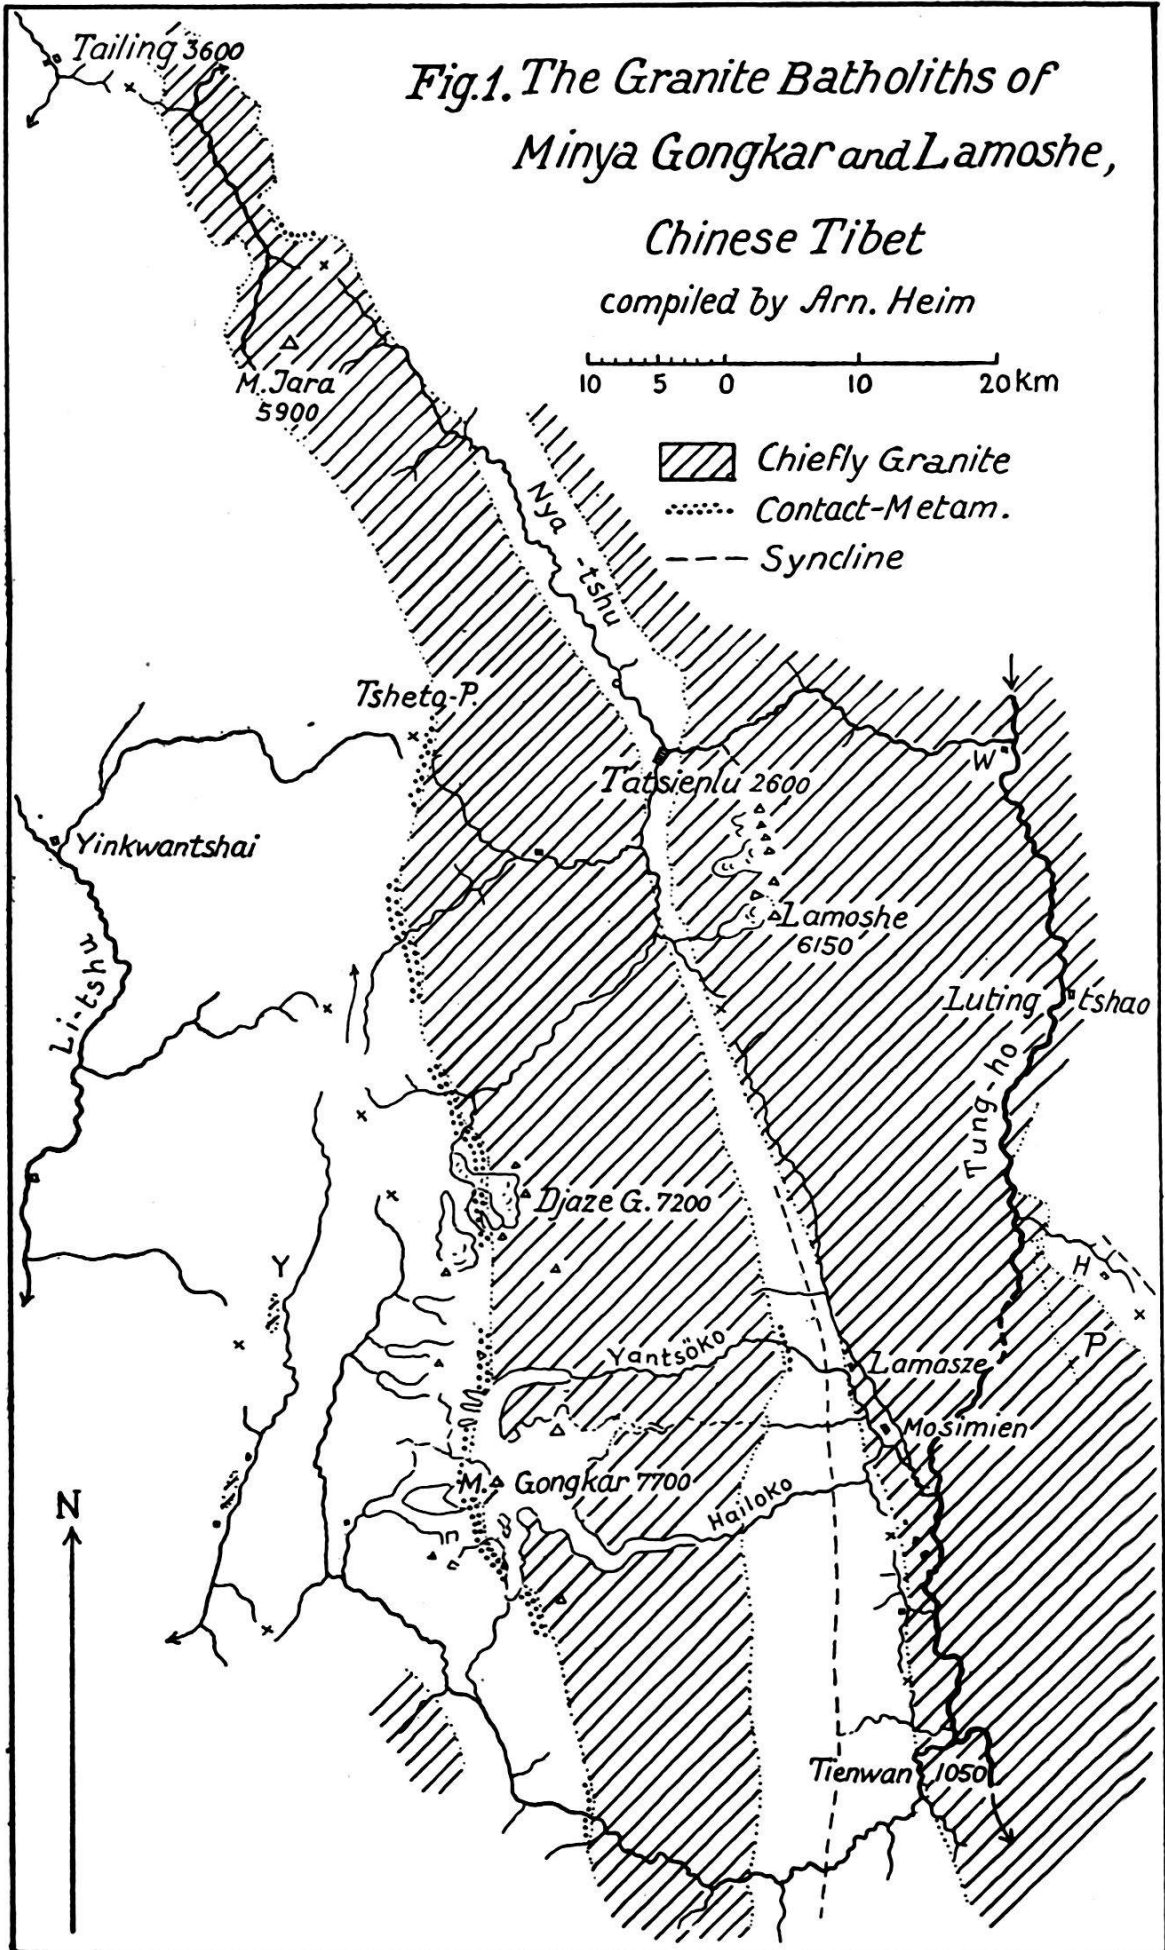 Tailing 3600
Fig.1. The Granite Batholiths of
Minya Gongkar and Lamoshe,
Chinese Tibet
compiled by Arn. Heim
10 5 0 10 20 km
M. Jara
5900
Chiefly Granite
Contact-Metam.
Syncline
Nya-tshu
Tsheto-P.
W
Tatsienlu 2600
Yinkwantshai
Lamoshe
6150
Li-tshu
Luting tshao
Tung-ho
Djaze G. 7200
Y
H
P
Yantsöko
Lamasze
Mosimien
M. Gongkar 7700
Hailoko
N
Tienwan 1050